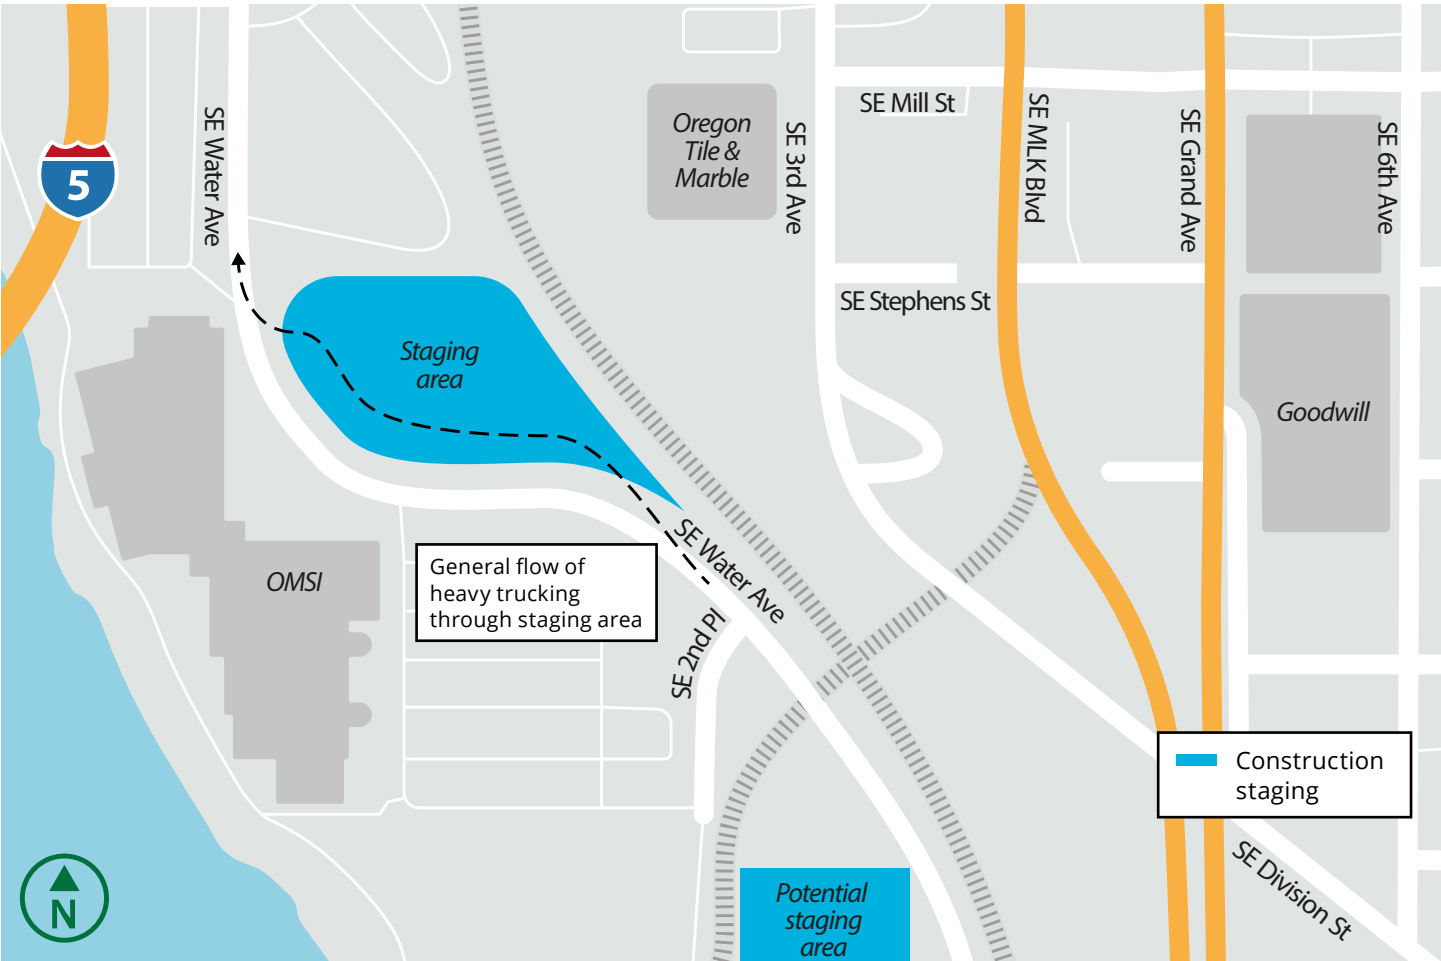 5
SE Water Ave
Oregon
Tile &
Marble
SE 3rd Ave
SE Mill St
SE MLK Blvd
SE Grand Ave
SE 6th Ave
SE Stephens St
Staging
area
Goodwill
SE Water Ave
General flow of
heavy trucking
through staging area
OMSI
SE 2nd Pl
Construction
staging
SE Division St
Potential
staging
area
N